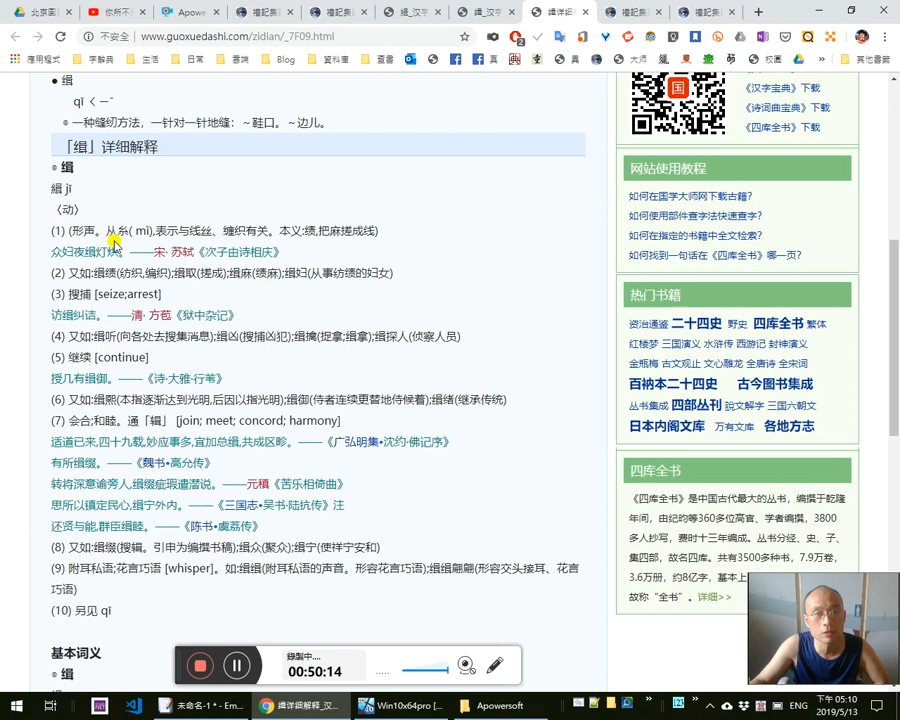 北京画
你所不
Apowe
禮記集
禮記集
緝_汉字
緝_汉字
緝详细解
禮記集
禮記集
不安全 www.guoxuedashi.com/zidian/_7F09.html
應用程式 字辭典 生活 日常 雲端 Blog 資料庫 查書 真 大师 校園 其他書籤
● 缉
qī ㄑㄧˉ
一种缝纫方法，一针对一针地缝：～鞋口。～边儿。
「缉」详细解释
缉
緝 jī
〈动〉
(1) (形声。从糸( mì),表示与线丝、缠织有关。本义:绩,把麻搓成线)
众妇夜缉灯火。——宋· 苏轼《次子由诗相庆》
(2) 又如:缉绩(纺织,编织);缉取(搓成);缉麻(绩麻);缉妇(从事纺绩的妇女)
(3) 搜捕 [seize;arrest]
访缉纠诘。——清· 方苞《狱中杂记》
(4) 又如:缉听(向各处去搜集消息);缉凶(搜捕凶犯);缉擒(捉拿;缉拿);缉探人(侦察人员)
(5) 继续 [continue]
授几有缉御。——《诗·大雅·行苇》
(6) 又如:缉熙(本指逐渐达到光明,后因以指光明);缉御(侍者连续更替地侍候着);缉绪(继承传统)
(7) 会合;和睦。通「辑」 [join; meet; concord; harmony]
适道已来,四十九载,妙应事多,宜加总缉,共成区畛。——《广弘明集•沈约·佛记序》
有所缉缀。——《魏书•高允传》
转将深意谕旁人,缉缀疵瑕遣潜说。——元稹《苦乐相倚曲》
思所以镇定民心,缉宁外内。——《三国志•吴书·陆抗传》注
还贤与能,群臣缉睦。——《陈书•虞荔传》
(8) 又如:缉缀(搜辑。引申为编撰书稿);缉众(聚众);缉宁(使祥宁安和)
(9) 附耳私语;花言巧语 [whisper]。如:缉缉(附耳私语的声音。形容花言巧语);缉缉翩翩(形容交头接耳、花言
巧语)
(10) 另见 qī
基本词义
缉
国
《汉字宝典》下载
《诗词曲宝典》下载
《四库全书》下载
网站使用教程
如何在国学大师网下载古籍？
如何使用部件查字法快速查字？
如何在指定的书籍中全文检索？
如何找到一句话在《四库全书》哪一页？
热门书籍
资治通鉴 二十四史 野史 四库全书 繁体
红楼梦 三国演义 水浒传 西游记 封神演义
金瓶梅 古文观止 文心雕龙 全唐诗 全宋词
百衲本二十四史 古今图书集成
丛书集成 四部丛刊 說文解字 三国六朝文
日本内阁文库 万有文库 各地方志
四库全书
《四库全书》是中国古代最大的丛书，编撰于乾隆
年间，由纪昀等360多位高官、学者编撰，3800
多人抄写，费时十三年编成。丛书分经、史、子、
集四部，故名四库。共有3500多种书，7.9万卷，
3.6万册，约8亿字，基本上
故称“全书”。详细>>
錄製中....
00:50:14
未命名-1 * - Em...
緝详细解释_汉...
Win10x64pro [...
Apowersoft
ENG
下午 05:10
2019/5/13